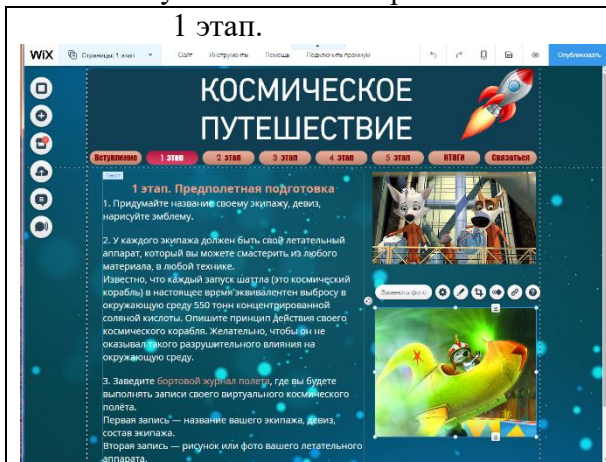 1 этап.
WiX Страницы: 1 этап Сайт Инструменты Помощь Подключить премиум Опубликовать
КОСМИЧЕСКОЕ
ПУТЕШЕСТВИЕ
Вступление 1 этап 2 этап 3 этап 4 этап 5 этап ИТОГИ Связаться
Текст
1 этап. Предполетная подготовка
1. Придумайте название своему экипажу, девиз,
нарисуйте эмблему.
2. У каждого экипажа должен быть свой летательный
аппарат, который вы можете смастерить из любого
материала, в любой технике.
Известно, что каждый запуск шаттла (это космический
корабль) в настоящее время эквивалентен выбросу в
окружающую среду 550 тонн концентрированной
соляной кислоты. Опишите принцип действия своего
космического корабля. Желательно, чтобы он не
оказывал такого разрушительного влияния на
окружающую среду.
Заменить фото
3. Заведите бортовой журнал полета, где вы будете
выполнять записи своего виртуального космического
полёта.
Первая запись — название вашего экипажа, девиз,
состав экипажа.
Вторая запись — рисунок или фото вашего летательного
аппарата.